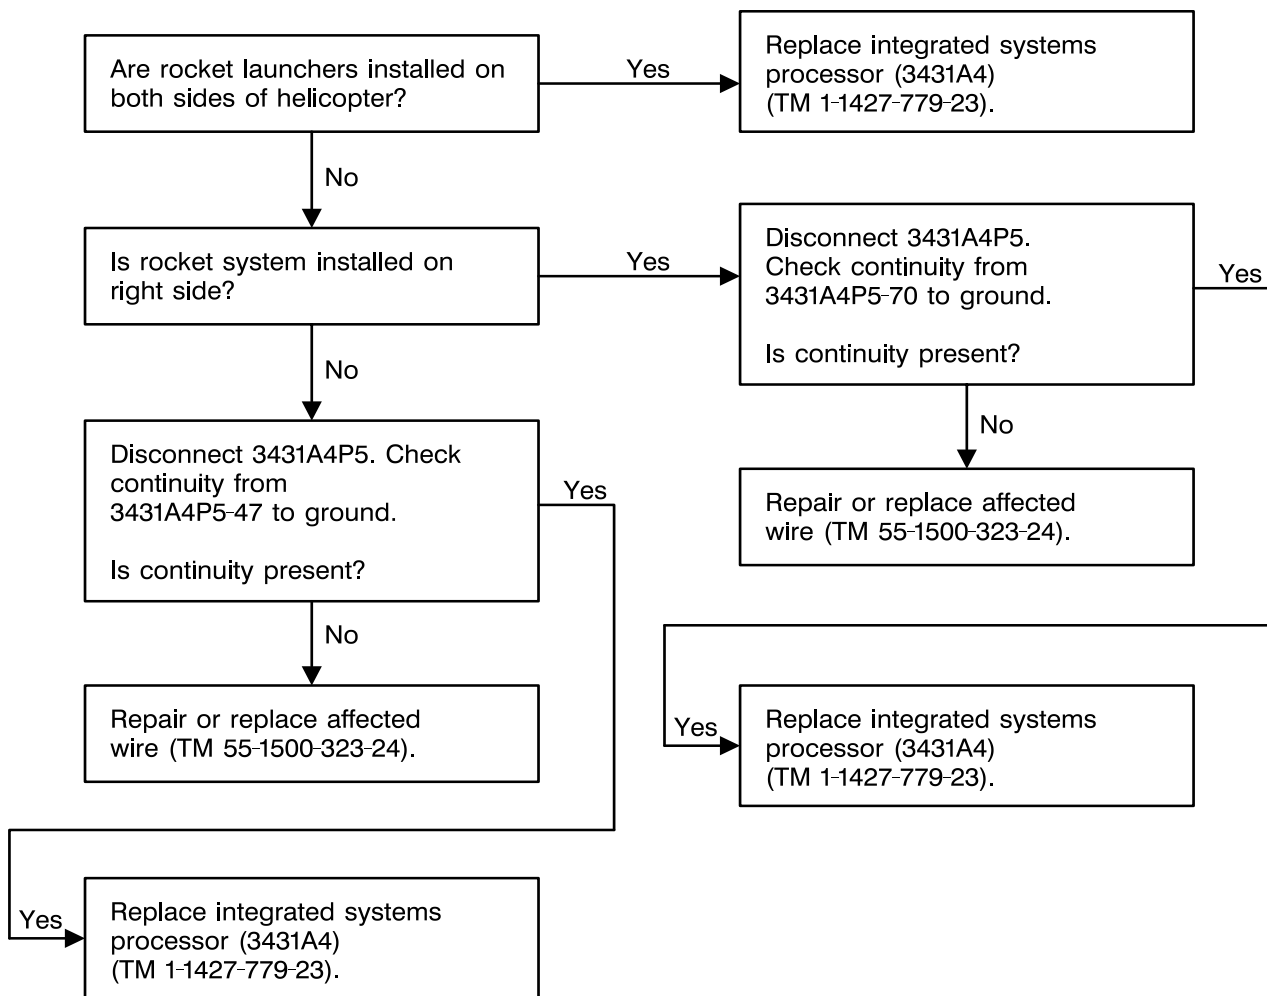 Are rocket launchers installed on
both sides of helicopter?
Yes
Replace integrated systems
processor (3431A4)
(TM 1-1427-779-23).
No
Is rocket system installed on
right side?
Yes
Disconnect 3431A4P5.
Check continuity from
3431A4P5-70 to ground.
Is continuity present?
Yes
No
No
Disconnect 3431A4P5. Check
continuity from
3431A4P5-47 to ground.
Is continuity present?
Yes
Repair or replace affected
wire (TM 55-1500-323-24).
No
Repair or replace affected
wire (TM 55-1500-323-24).
Yes
Replace integrated systems
processor (3431A4)
(TM 1-1427-779-23).
Yes
Replace integrated systems
processor (3431A4)
(TM 1-1427-779-23).